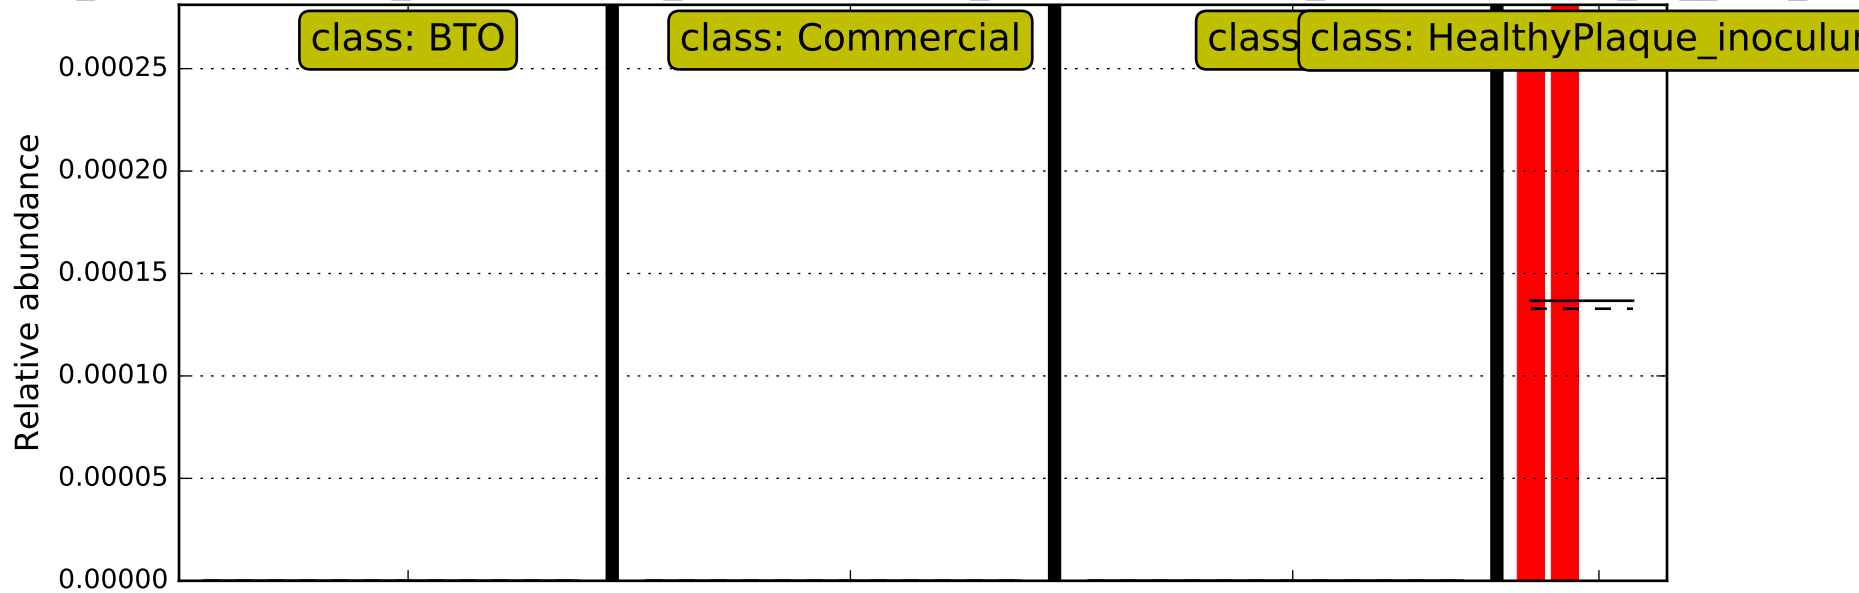 class: BTO
class: Commercial
class
class: HealthyPlaque_inoculu
0.00025
0.00020
0.00015
0.00010
0.00005
0.00000
Relative abundance